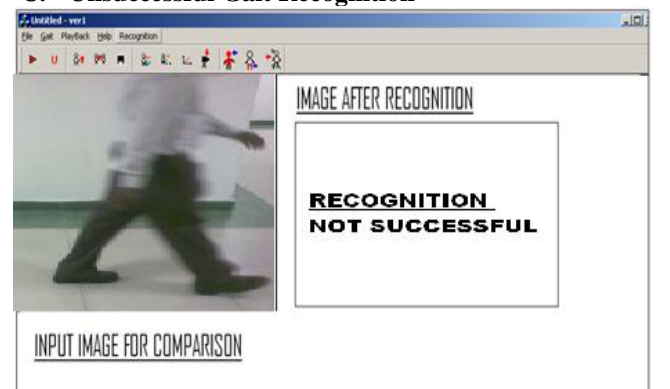 C. Unsuccessful Gait Recognition
Untitled - ver1
File Gait PlayBack Help Recognition
IMAGE AFTER RECOGNITION
RECOGNITION
NOT SUCCESSFUL
INPUT IMAGE FOR COMPARISON